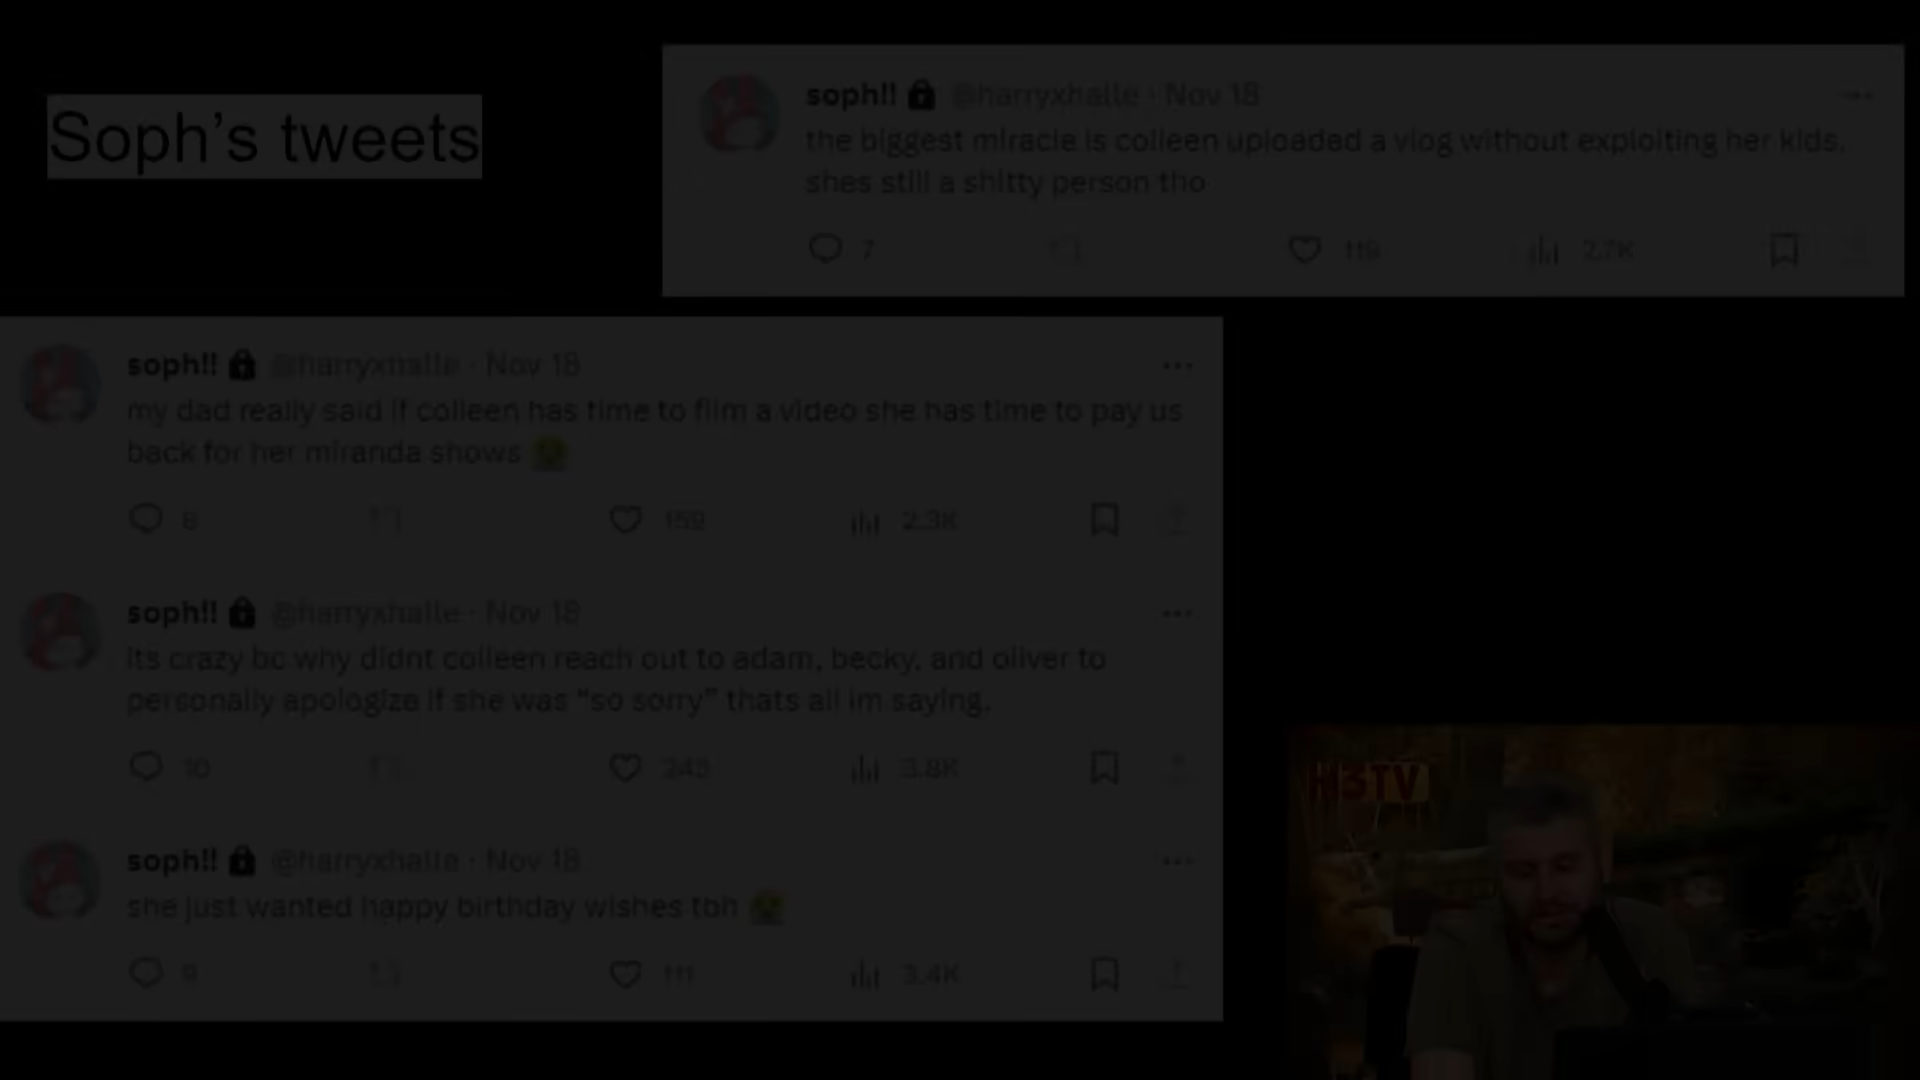 Soph's tweets
soph!! @harryxhalle · Nov 18
the biggest miracle is colleen uploaded a vlog without exploiting her kids.
shes still a shitty person tho
7 119 2.7K
soph!! @harryxhalle · Nov 18
my dad really said if colleen has time to film a video she has time to pay us
back for her miranda shows
8 159 2.3K
soph!! @harryxhalle · Nov 18
its crazy bc why didnt colleen reach out to adam, becky, and oliver to
personally apologize if she was “so sorry” thats all im saying.
10 243 3.8K
soph!! @harryxhalle · Nov 18
she just wanted happy birthday wishes tbh
9 111 3.4K
H3TV